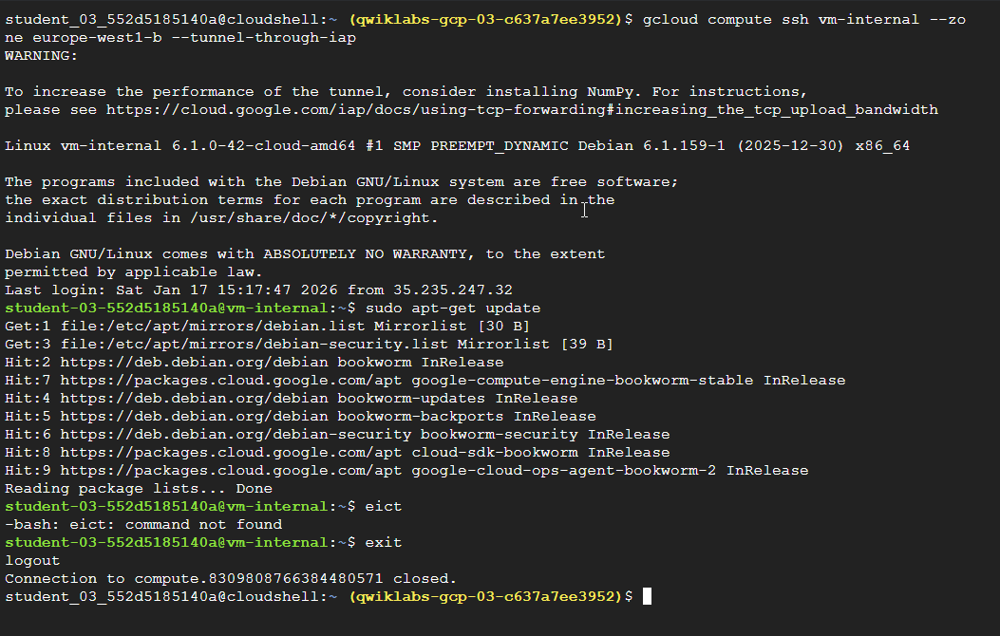 student_03_552d5185140a@cloudshell:~ (qwiklabs-gcp-03-c637a7ee3952)$ gcloud compute ssh vm-internal --zo
ne europe-west1-b --tunnel-through-iap
WARNING:
To increase the performance of the tunnel, consider installing NumPy. For instructions,
please see https://cloud.google.com/iap/docs/using-tcp-forwarding#increasing_the_tcp_upload_bandwidth
Linux vm-internal 6.1.0-42-cloud-amd64 #1 SMP PREEMPT_DYNAMIC Debian 6.1.159-1 (2025-12-30) x86_64
The programs included with the Debian GNU/Linux system are free software;
the exact distribution terms for each program are described in the
individual files in /usr/share/doc/*/copyright.
Debian GNU/Linux comes with ABSOLUTELY NO WARRANTY, to the extent
permitted by applicable law.
Last login: Sat Jan 17 15:17:47 2026 from 35.235.247.32
student-03-552d5185140a@vm-internal:~$ sudo apt-get update
Get:1 file:/etc/apt/mirrors/debian.list Mirrorlist [30 B]
Get:3 file:/etc/apt/mirrors/debian-security.list Mirrorlist [39 B]
Hit:2 https://deb.debian.org/debian bookworm InRelease
Hit:7 https://packages.cloud.google.com/apt google-compute-engine-bookworm-stable InRelease
Hit:4 https://deb.debian.org/debian bookworm-updates InRelease
Hit:5 https://deb.debian.org/debian bookworm-backports InRelease
Hit:6 https://deb.debian.org/debian-security bookworm-security InRelease
Hit:8 https://packages.cloud.google.com/apt cloud-sdk-bookworm InRelease
Hit:9 https://packages.cloud.google.com/apt google-cloud-ops-agent-bookworm-2 InRelease
Reading package lists... Done
student-03-552d5185140a@vm-internal:~$ eict
-bash: eict: command not found
student-03-552d5185140a@vm-internal:~$ exit
logout
Connection to compute.8309808766384480571 closed.
student_03_552d5185140a@cloudshell:~ (qwiklabs-gcp-03-c637a7ee3952)$